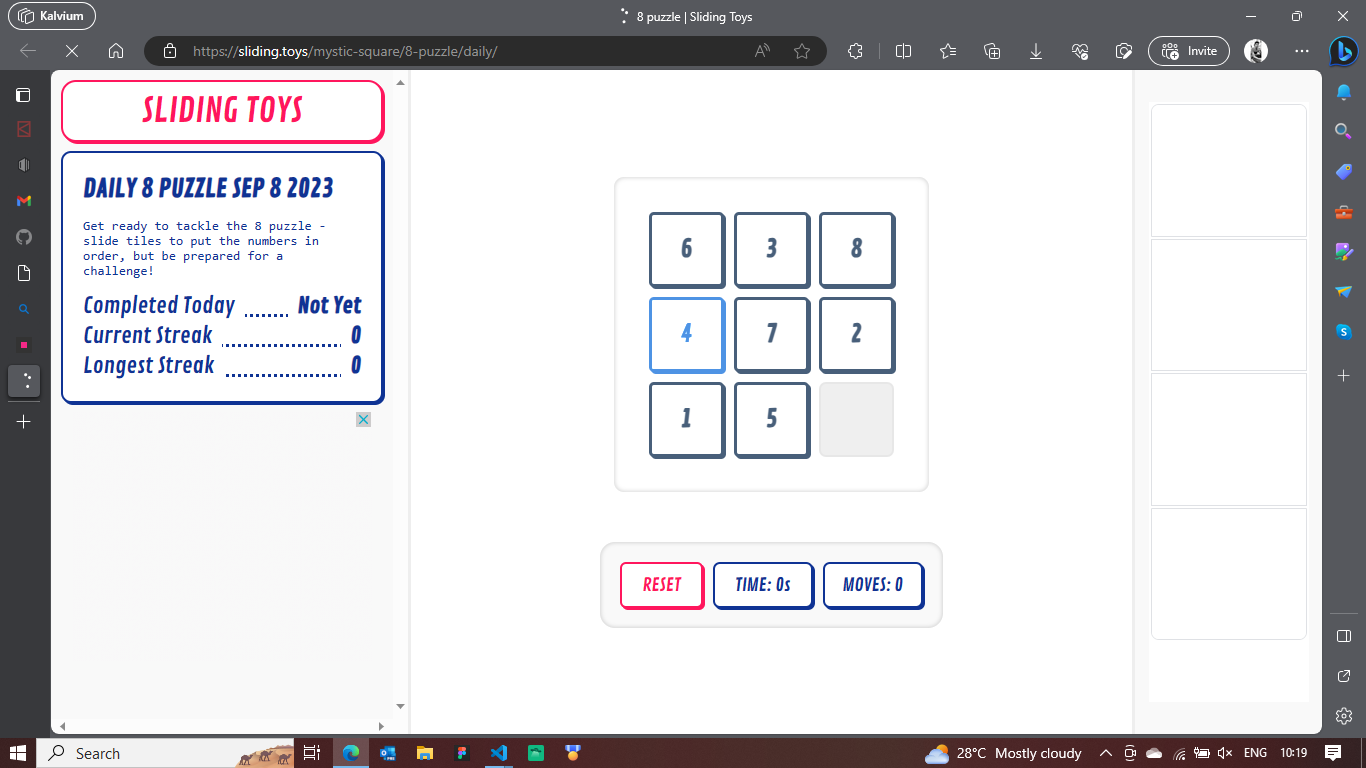 Kalvium
8 puzzle | Sliding Toys
https://sliding.toys/mystic-square/8-puzzle/daily/
Invite
SLIDING TOYS
DAILY 8 PUZZLE SEP 8 2023
Get ready to tackle the 8 puzzle -
slide tiles to put the numbers in
order, but be prepared for a
challenge!
Completed Today ...... Not Yet
Current Streak .................. 0
Longest Streak ................. 0
6 3 8
4 7 2
1 5
RESET
TIME: 0s
MOVES: 0
Search
28°C Mostly cloudy
ENG
10:19